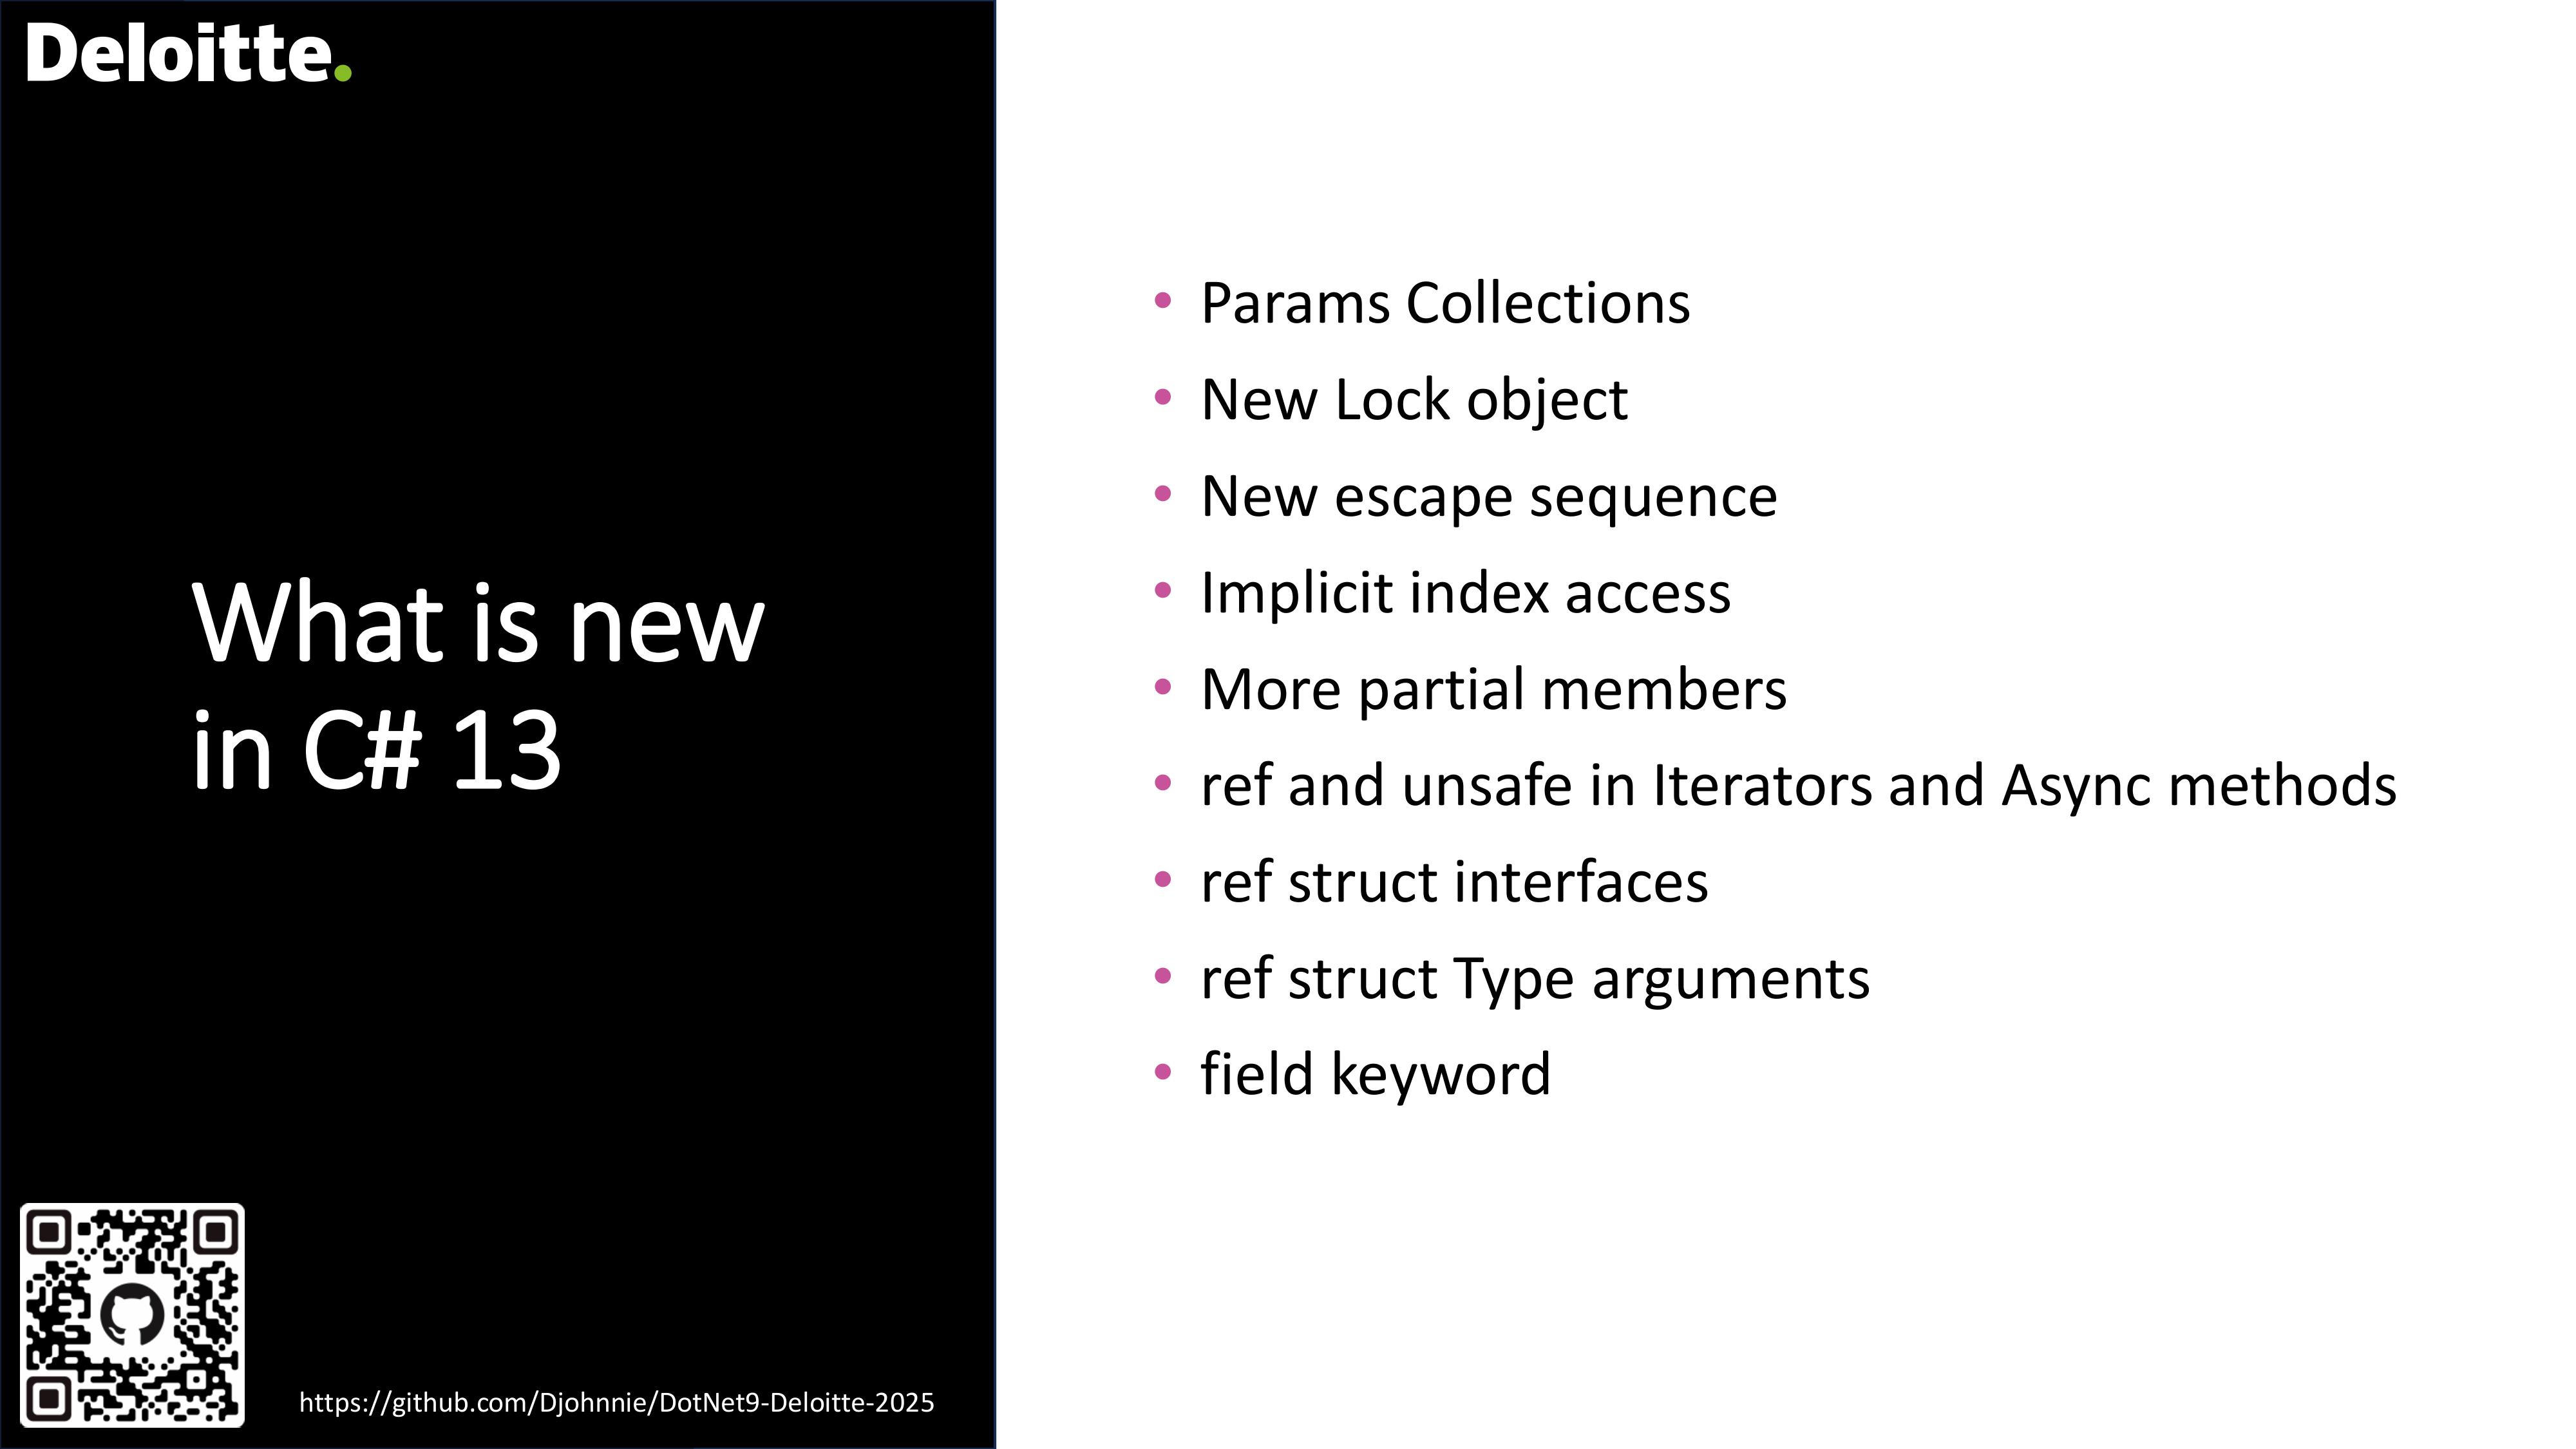 Deloitte.
What is new
in C# 13
https://github.com/Djohnnie/DotNet9-Deloitte-2025
• Params Collections
• New Lock object
• New escape sequence
• Implicit index access
• More partial members
• ref and unsafe in Iterators and Async methods
• ref struct interfaces
• ref struct Type arguments
• field keyword